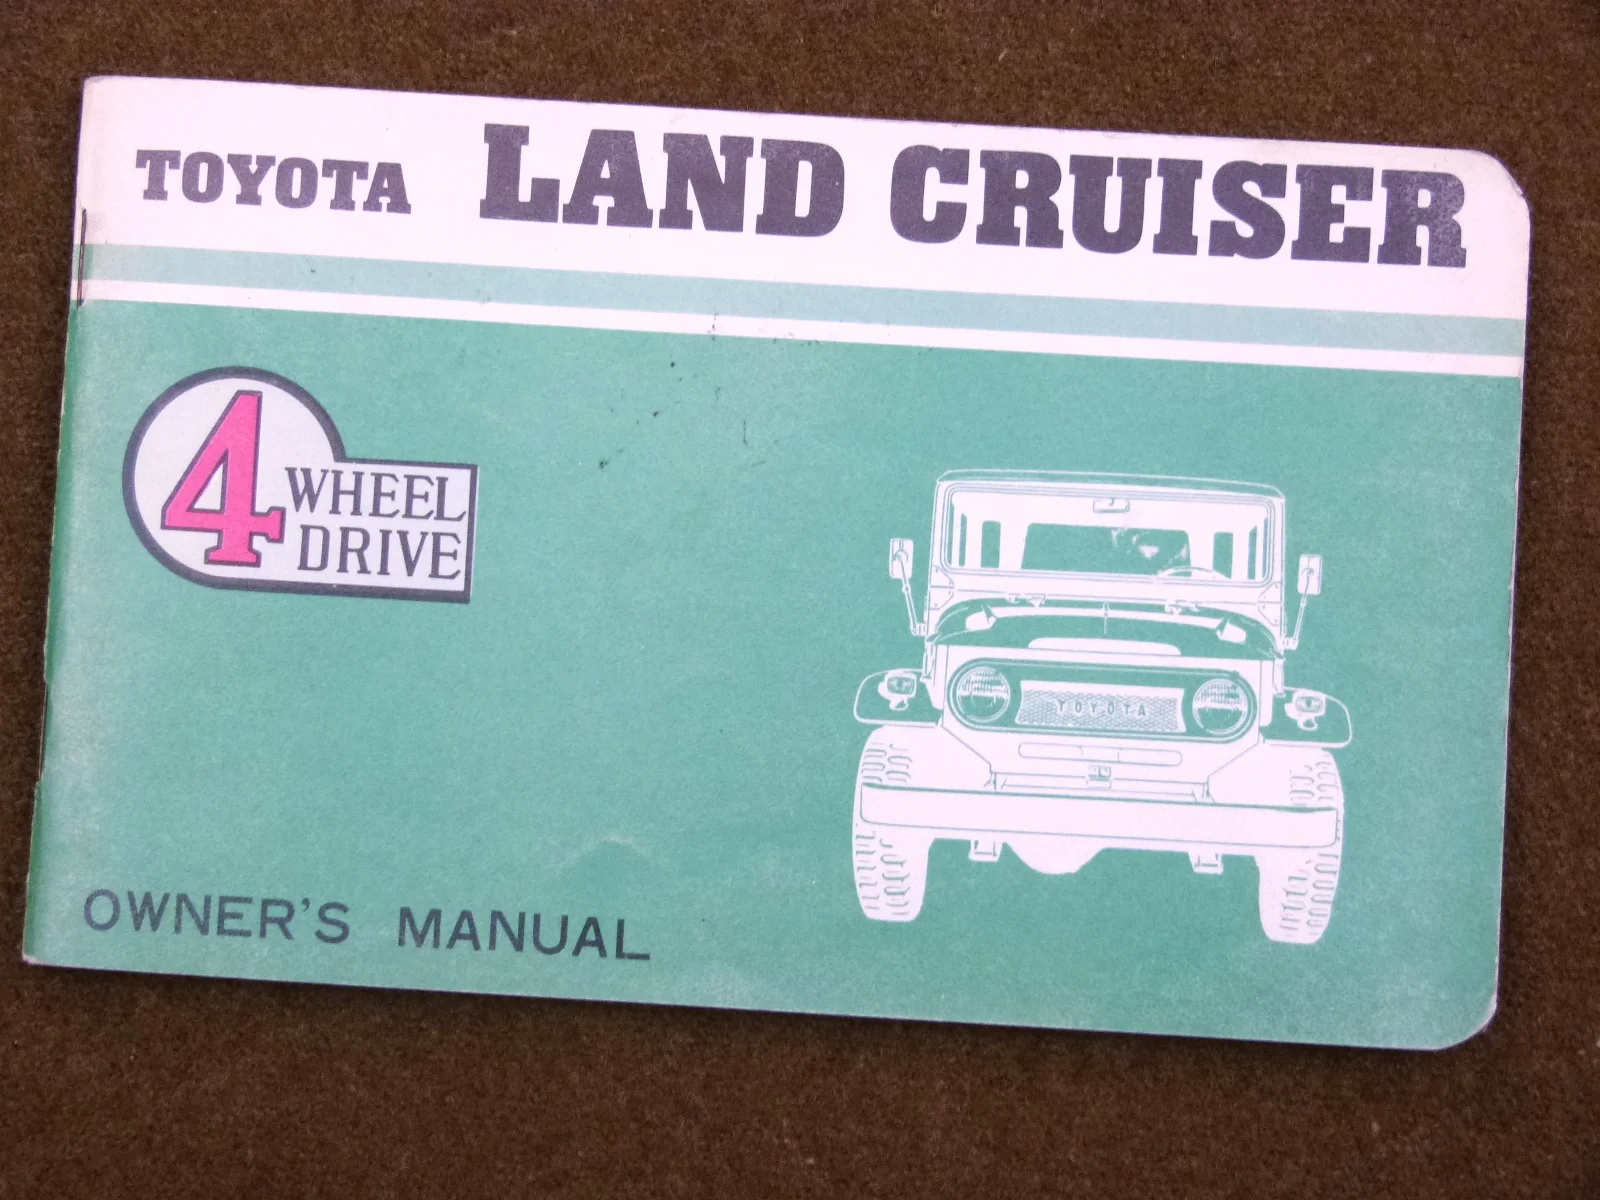 TOYOTA LAND CRUISER
4 WHEEL
DRIVE
TOYOTA
OWNER'S MANUAL